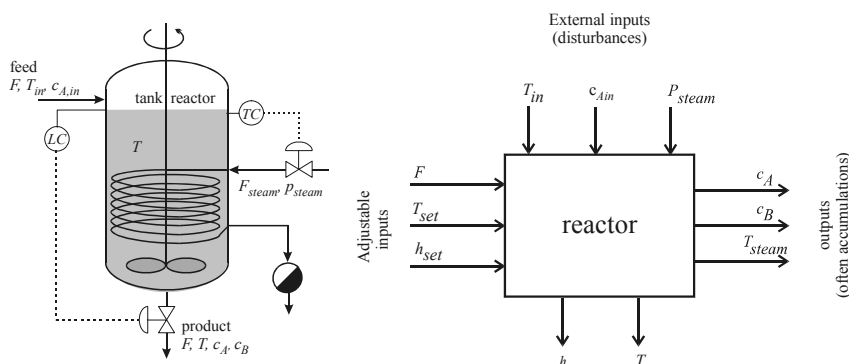 feed
F, T_in, c_A,in
tank reactor
TC
LC
T
F_steam, p_steam
product
F, T, c_A, c_B
External inputs
(disturbances)
T_in
c_Ain
P_steam
Adjustable
inputs
F
T_set
h_set
reactor
c_A
c_B
T_steam
outputs
(often accumulations)
h
T